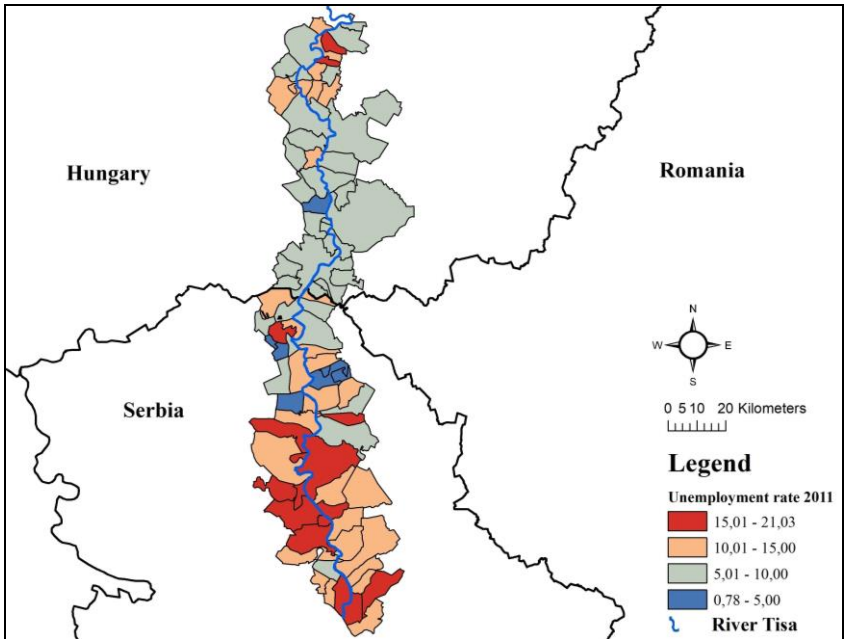 Hungary
Romania
Serbia
N
W E
S
0 5 10 20 Kilometers
Legend
Unemployment rate 2011
15,01 - 21,03
10,01 - 15,00
5,01 - 10,00
0,78 - 5,00
River Tisa